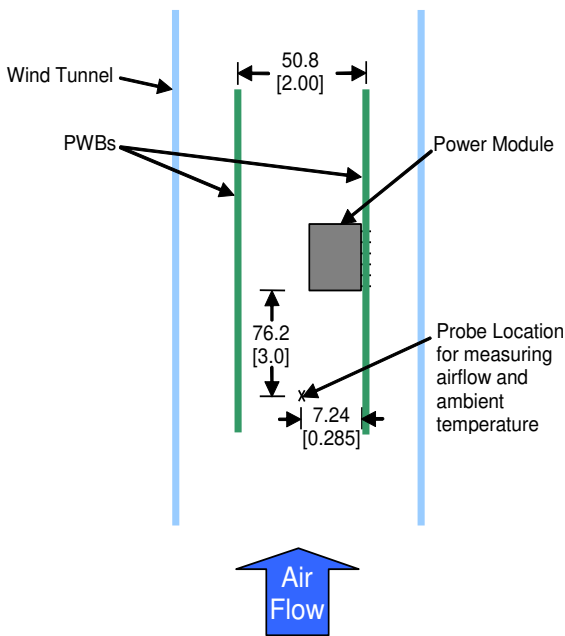 50.8
[2.00]
Wind Tunnel
PWBs
Power Module
76.2
[3.0]
Probe Location
for measuring
airflow and
ambient
temperature
x
7.24
[0.285]
Air
Flow